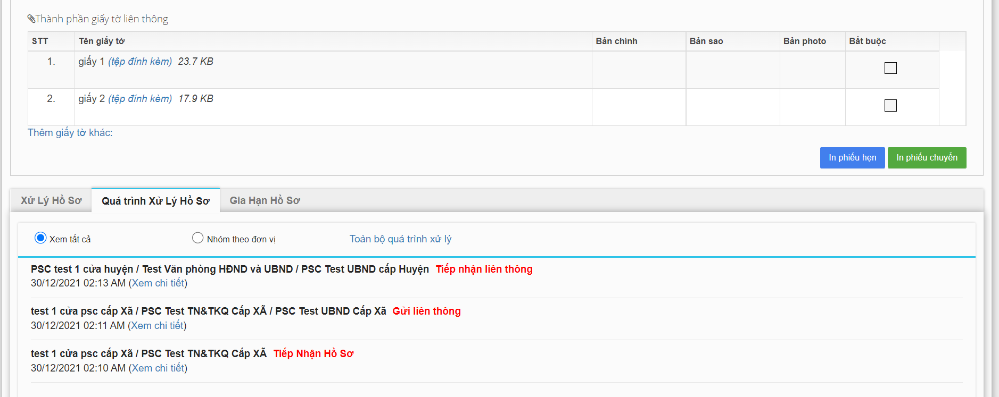 Thành phần giấy tờ liên thông
STT Tên giấy tờ Bản chính Bản sao Bản photo Bắt buộc
1. giấy 1 (tệp đính kèm) 23.7 KB
2. giấy 2 (tệp đính kèm) 17.9 KB
Thêm giấy tờ khác:
In phiếu hẹn In phiếu chuyển
Xử Lý Hồ Sơ Quá trình Xử Lý Hồ Sơ Gia Hạn Hồ Sơ
Xem tất cả Nhóm theo đơn vị Toàn bộ quá trình xử lý
PSC test 1 cửa huyện / Test Văn phòng HĐND và UBND / PSC Test UBND cấp Huyện Tiếp nhận liên thông
30/12/2021 02:13 AM (Xem chi tiết)
test 1 cửa psc cấp Xã / PSC Test TN&TKQ Cấp XÃ / PSC Test UBND Cấp Xã Gửi liên thông
30/12/2021 02:11 AM (Xem chi tiết)
test 1 cửa psc cấp Xã / PSC Test TN&TKQ Cấp XÃ Tiếp Nhận Hồ Sơ
30/12/2021 02:10 AM (Xem chi tiết)